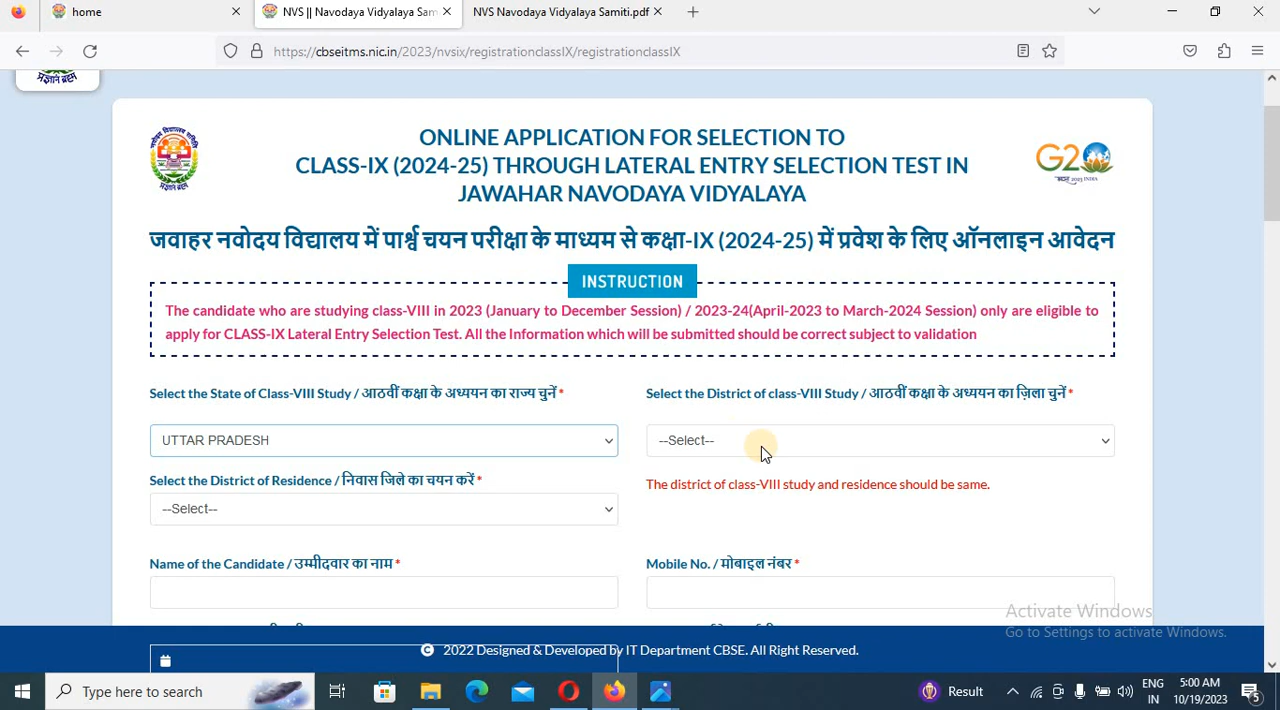 home
NVS || Navodaya Vidyalaya Sam
NVS Navodaya Vidyalaya Samiti.pdf
https://cbseitms.nic.in/2023/nvsix/registrationclassIX/registrationclassIX
ONLINE APPLICATION FOR SELECTION TO
CLASS-IX (2024-25) THROUGH LATERAL ENTRY SELECTION TEST IN
JAWAHAR NAVODAYA VIDYALAYA
G20
जवाहर नवोदय विद्यालय में पार्श्व चयन परीक्षा के माध्यम से कक्षा-IX (2024-25) में प्रवेश के लिए ऑनलाइन आवेदन
INSTRUCTION
The candidate who are studying class-VIII in 2023 (January to December Session) / 2023-24(April-2023 to March-2024 Session) only are eligible to
apply for CLASS-IX Lateral Entry Selection Test. All the Information which will be submitted should be correct subject to validation
Select the State of Class-VIII Study / आठवीं कक्षा के अध्ययन का राज्य चुनें *
Select the District of class-VIII Study / आठवीं कक्षा के अध्ययन का ज़िला चुनें *
UTTAR PRADESH
--Select--
Select the District of Residence / निवास जिले का चयन करें *
The district of class-VIII study and residence should be same.
--Select--
Name of the Candidate / उम्मीदवार का नाम *
Mobile No. / मोबाइल नंबर *
Activate Windows
Go to Settings to activate Windows.
2022 Designed & Developed by IT Department CBSE. All Right Reserved.
Type here to search
Result
ENG
IN
5:00 AM
10/19/2023
5